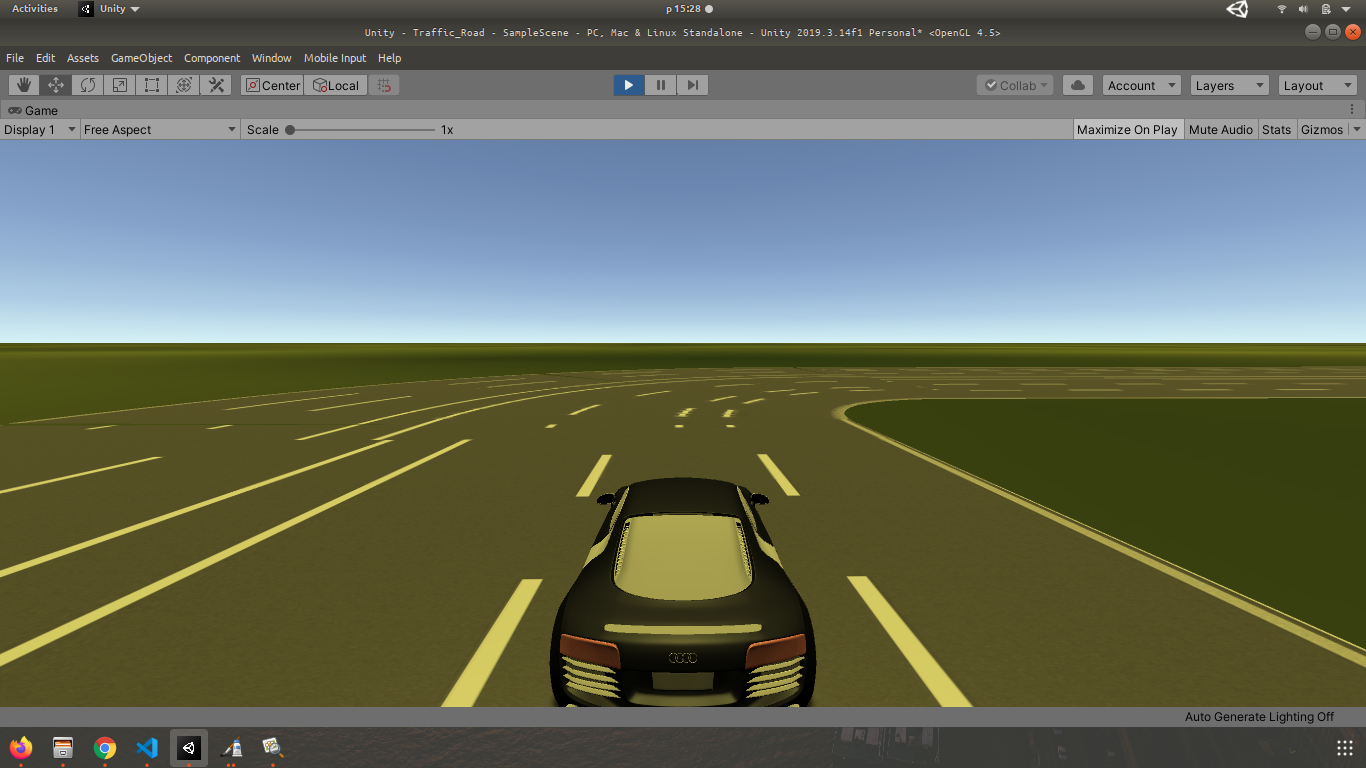 Activities Unity р 15:28
Unity - Traffic_Road - SampleScene - PC, Mac & Linux Standalone - Unity 2019.3.14f1 Personal* <OpenGL 4.5>
File Edit Assets GameObject Component Window Mobile Input Help
Center Local Collab Account Layers Layout
Game
Display 1 Free Aspect Scale 1x Maximize On Play Mute Audio Stats Gizmos
Auto Generate Lighting Off